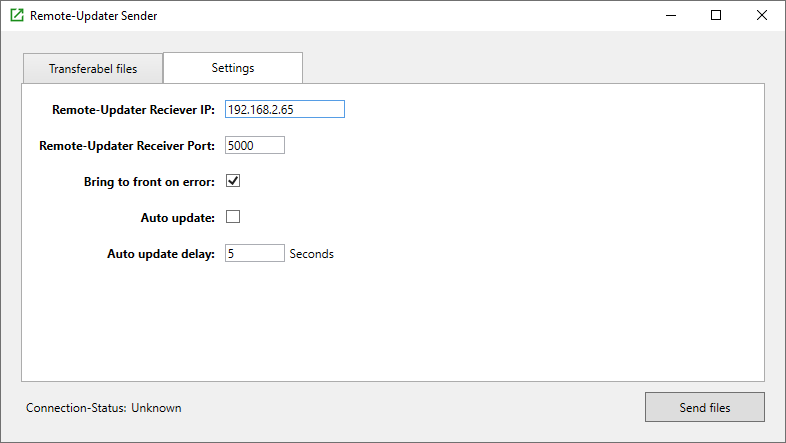 Remote-Updater Sender
Transferabel files
Settings
Remote-Updater Reciever IP: 192.168.2.65
Remote-Updater Receiver Port: 5000
Bring to front on error:
Auto update:
Auto update delay: 5 Seconds
Connection-Status: Unknown
Send files